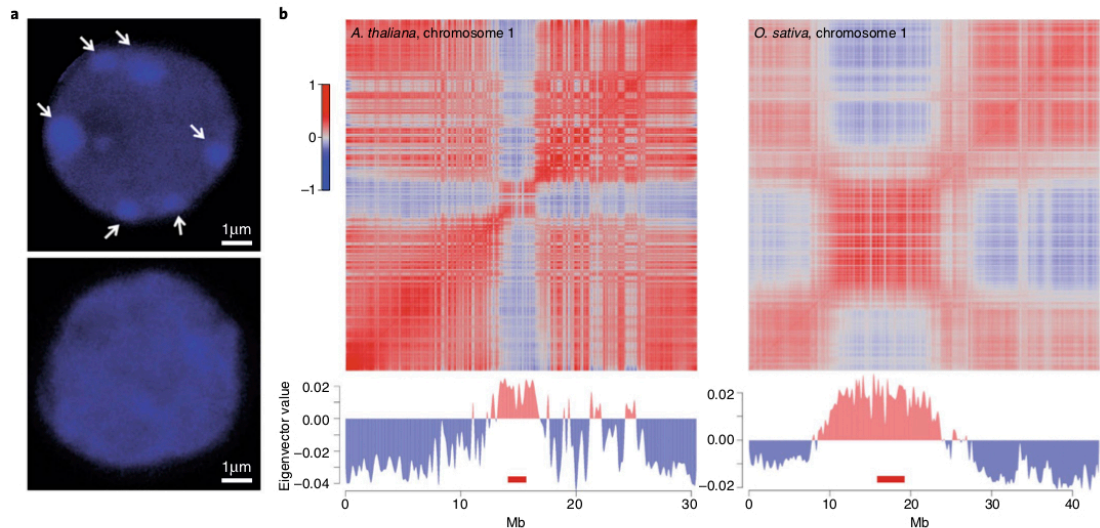 a
1μm
1μm
b
A. thaliana, chromosome 1
O. sativa, chromosome 1
1
0
−1
Eigenvector value
0.02
0.00
−0.02
−0.04
0
10
20
30
Mb
0.02
0.00
−0.02
0
10
20
30
40
Mb